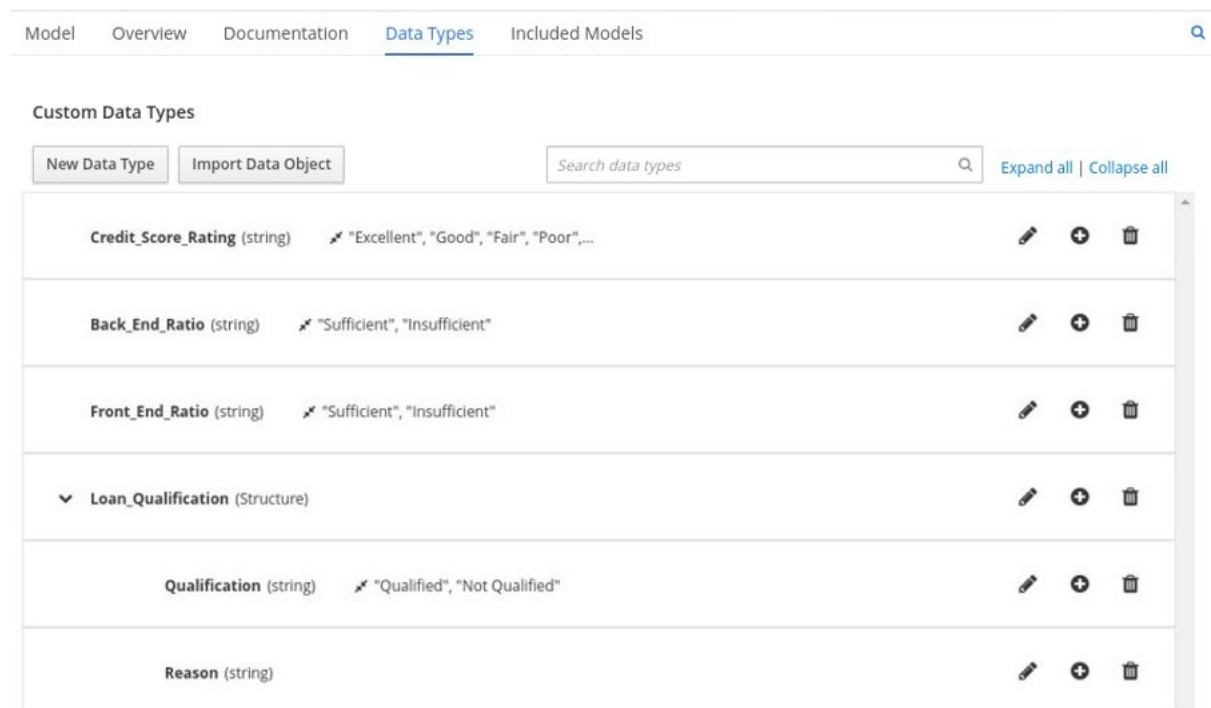 Model Overview Documentation Data Types Included Models
Custom Data Types
New Data Type Import Data Object Search data types Expand all | Collapse all
Credit_Score_Rating (string) "Excellent", "Good", "Fair", "Poor",...
Back_End_Ratio (string) "Sufficient", "Insufficient"
Front_End_Ratio (string) "Sufficient", "Insufficient"
Loan_Qualification (Structure)
Qualification (string) "Qualified", "Not Qualified"
Reason (string)